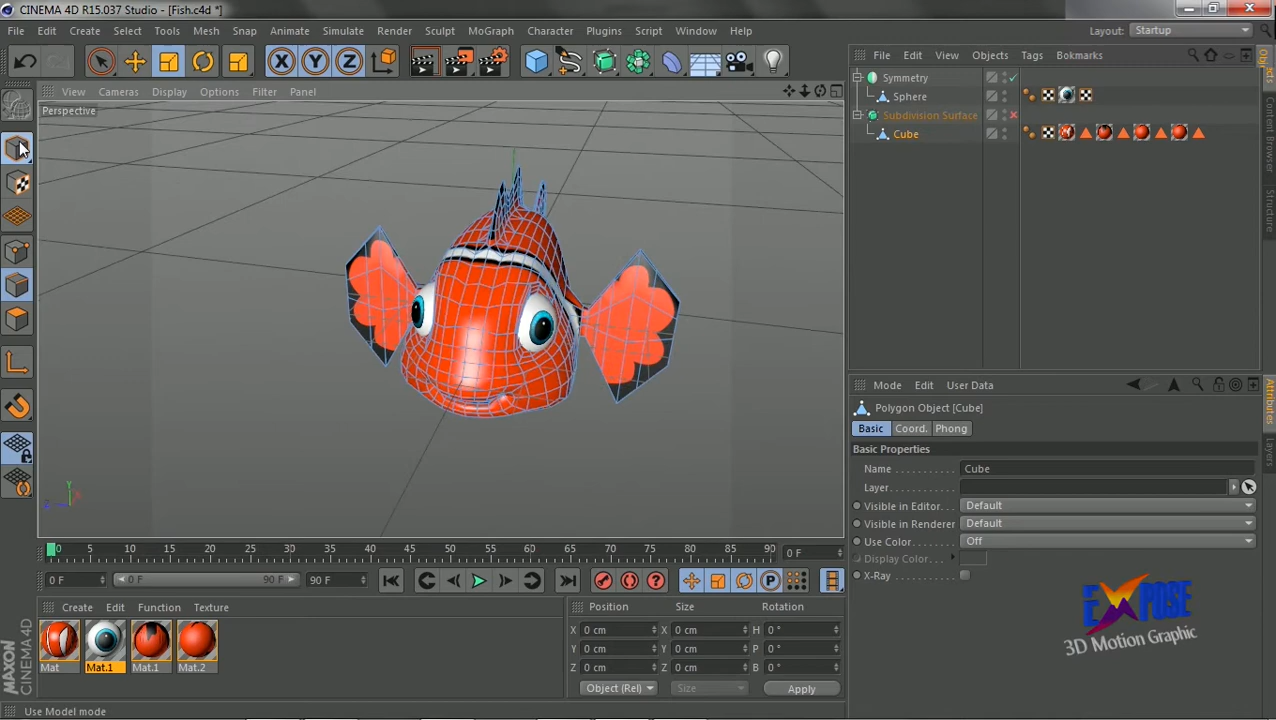 CINEMA 4D R15.037 Studio - [Fish.c4d *]
File Edit Create Select Tools Mesh Snap Animate Simulate Render Sculpt MoGraph Character Plugins Script Window Help Layout: Startup
X Y Z
File Edit View Objects Tags Bookmarks
View Cameras Display Options Filter Panel
Perspective
Symmetry
Sphere
Subdivision Surface
Cube
Content Browser
Structure
Y
X
Z
Mode Edit User Data
Attributes
Layers
Polygon Object [Cube]
Basic Coord. Phong
Basic Properties
Name Cube
Layer
Visible in Editor Default
Visible in Renderer Default
Use Color Off
Display Color
X-Ray
0 5 10 15 20 25 30 35 40 45 50 55 60 65 70 75 80 85 90 0 F
0 F 0 F 90 F 90 F
Create Edit Function Texture
Mat Mat.1 Mat.1 Mat.2
Position Size Rotation
X 0 cm X 0 cm H 0 °
Y 0 cm Y 0 cm P 0 °
Z 0 cm Z 0 cm B 0 °
Object (Rel) Size Apply
MAXON
CINEMA 4D
EXPOSE
3D Motion Graphic
Use Model mode